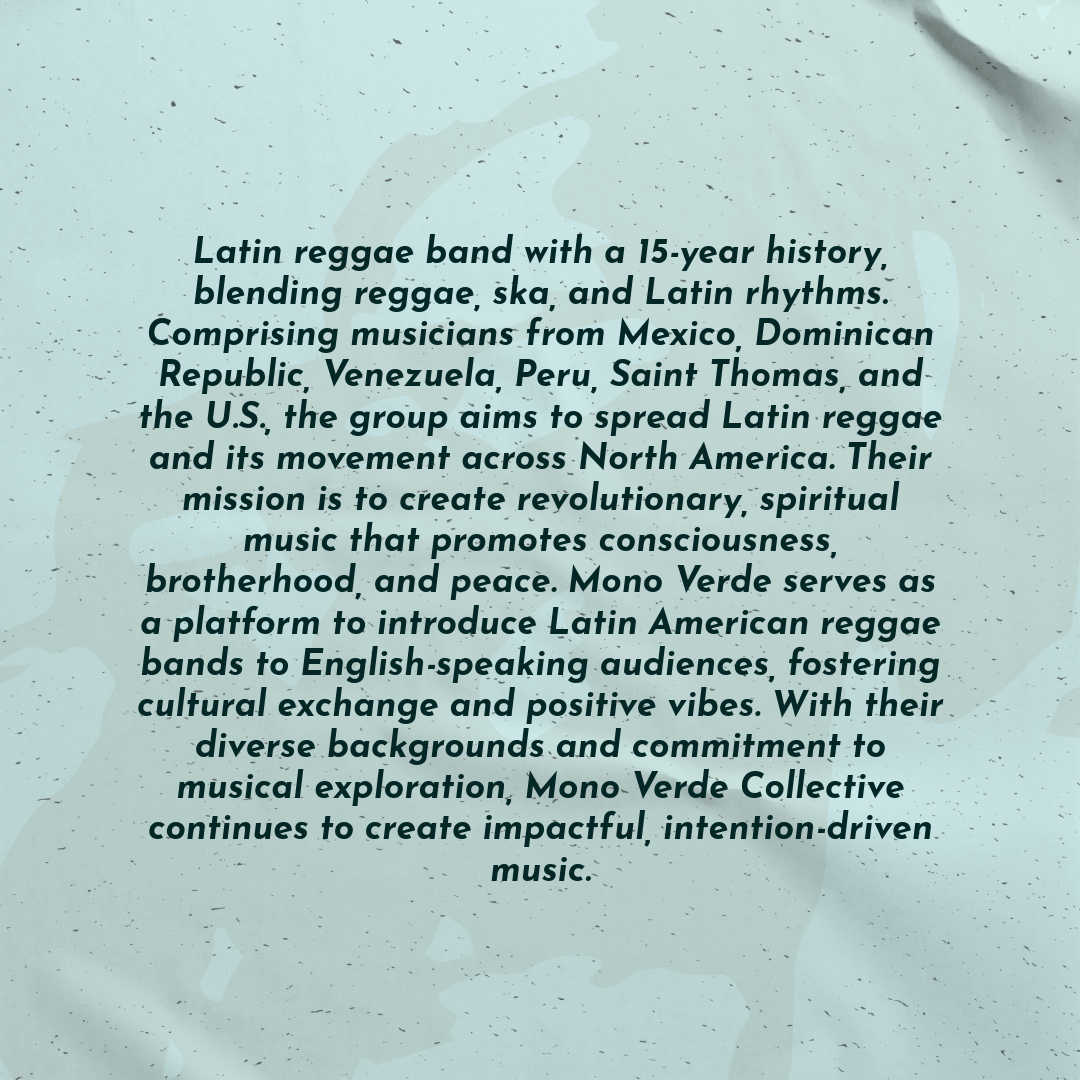 Latin reggae band with a 15-year history,
blending reggae, ska, and Latin rhythms.
Comprising musicians from Mexico, Dominican
Republic, Venezuela, Peru, Saint Thomas, and
the U.S., the group aims to spread Latin reggae
and its movement across North America. Their
mission is to create revolutionary, spiritual
music that promotes consciousness,
brotherhood, and peace. Mono Verde serves as
a platform to introduce Latin American reggae
bands to English-speaking audiences, fostering
cultural exchange and positive vibes. With their
diverse backgrounds and commitment to
musical exploration, Mono Verde Collective
continues to create impactful, intention-driven
music.